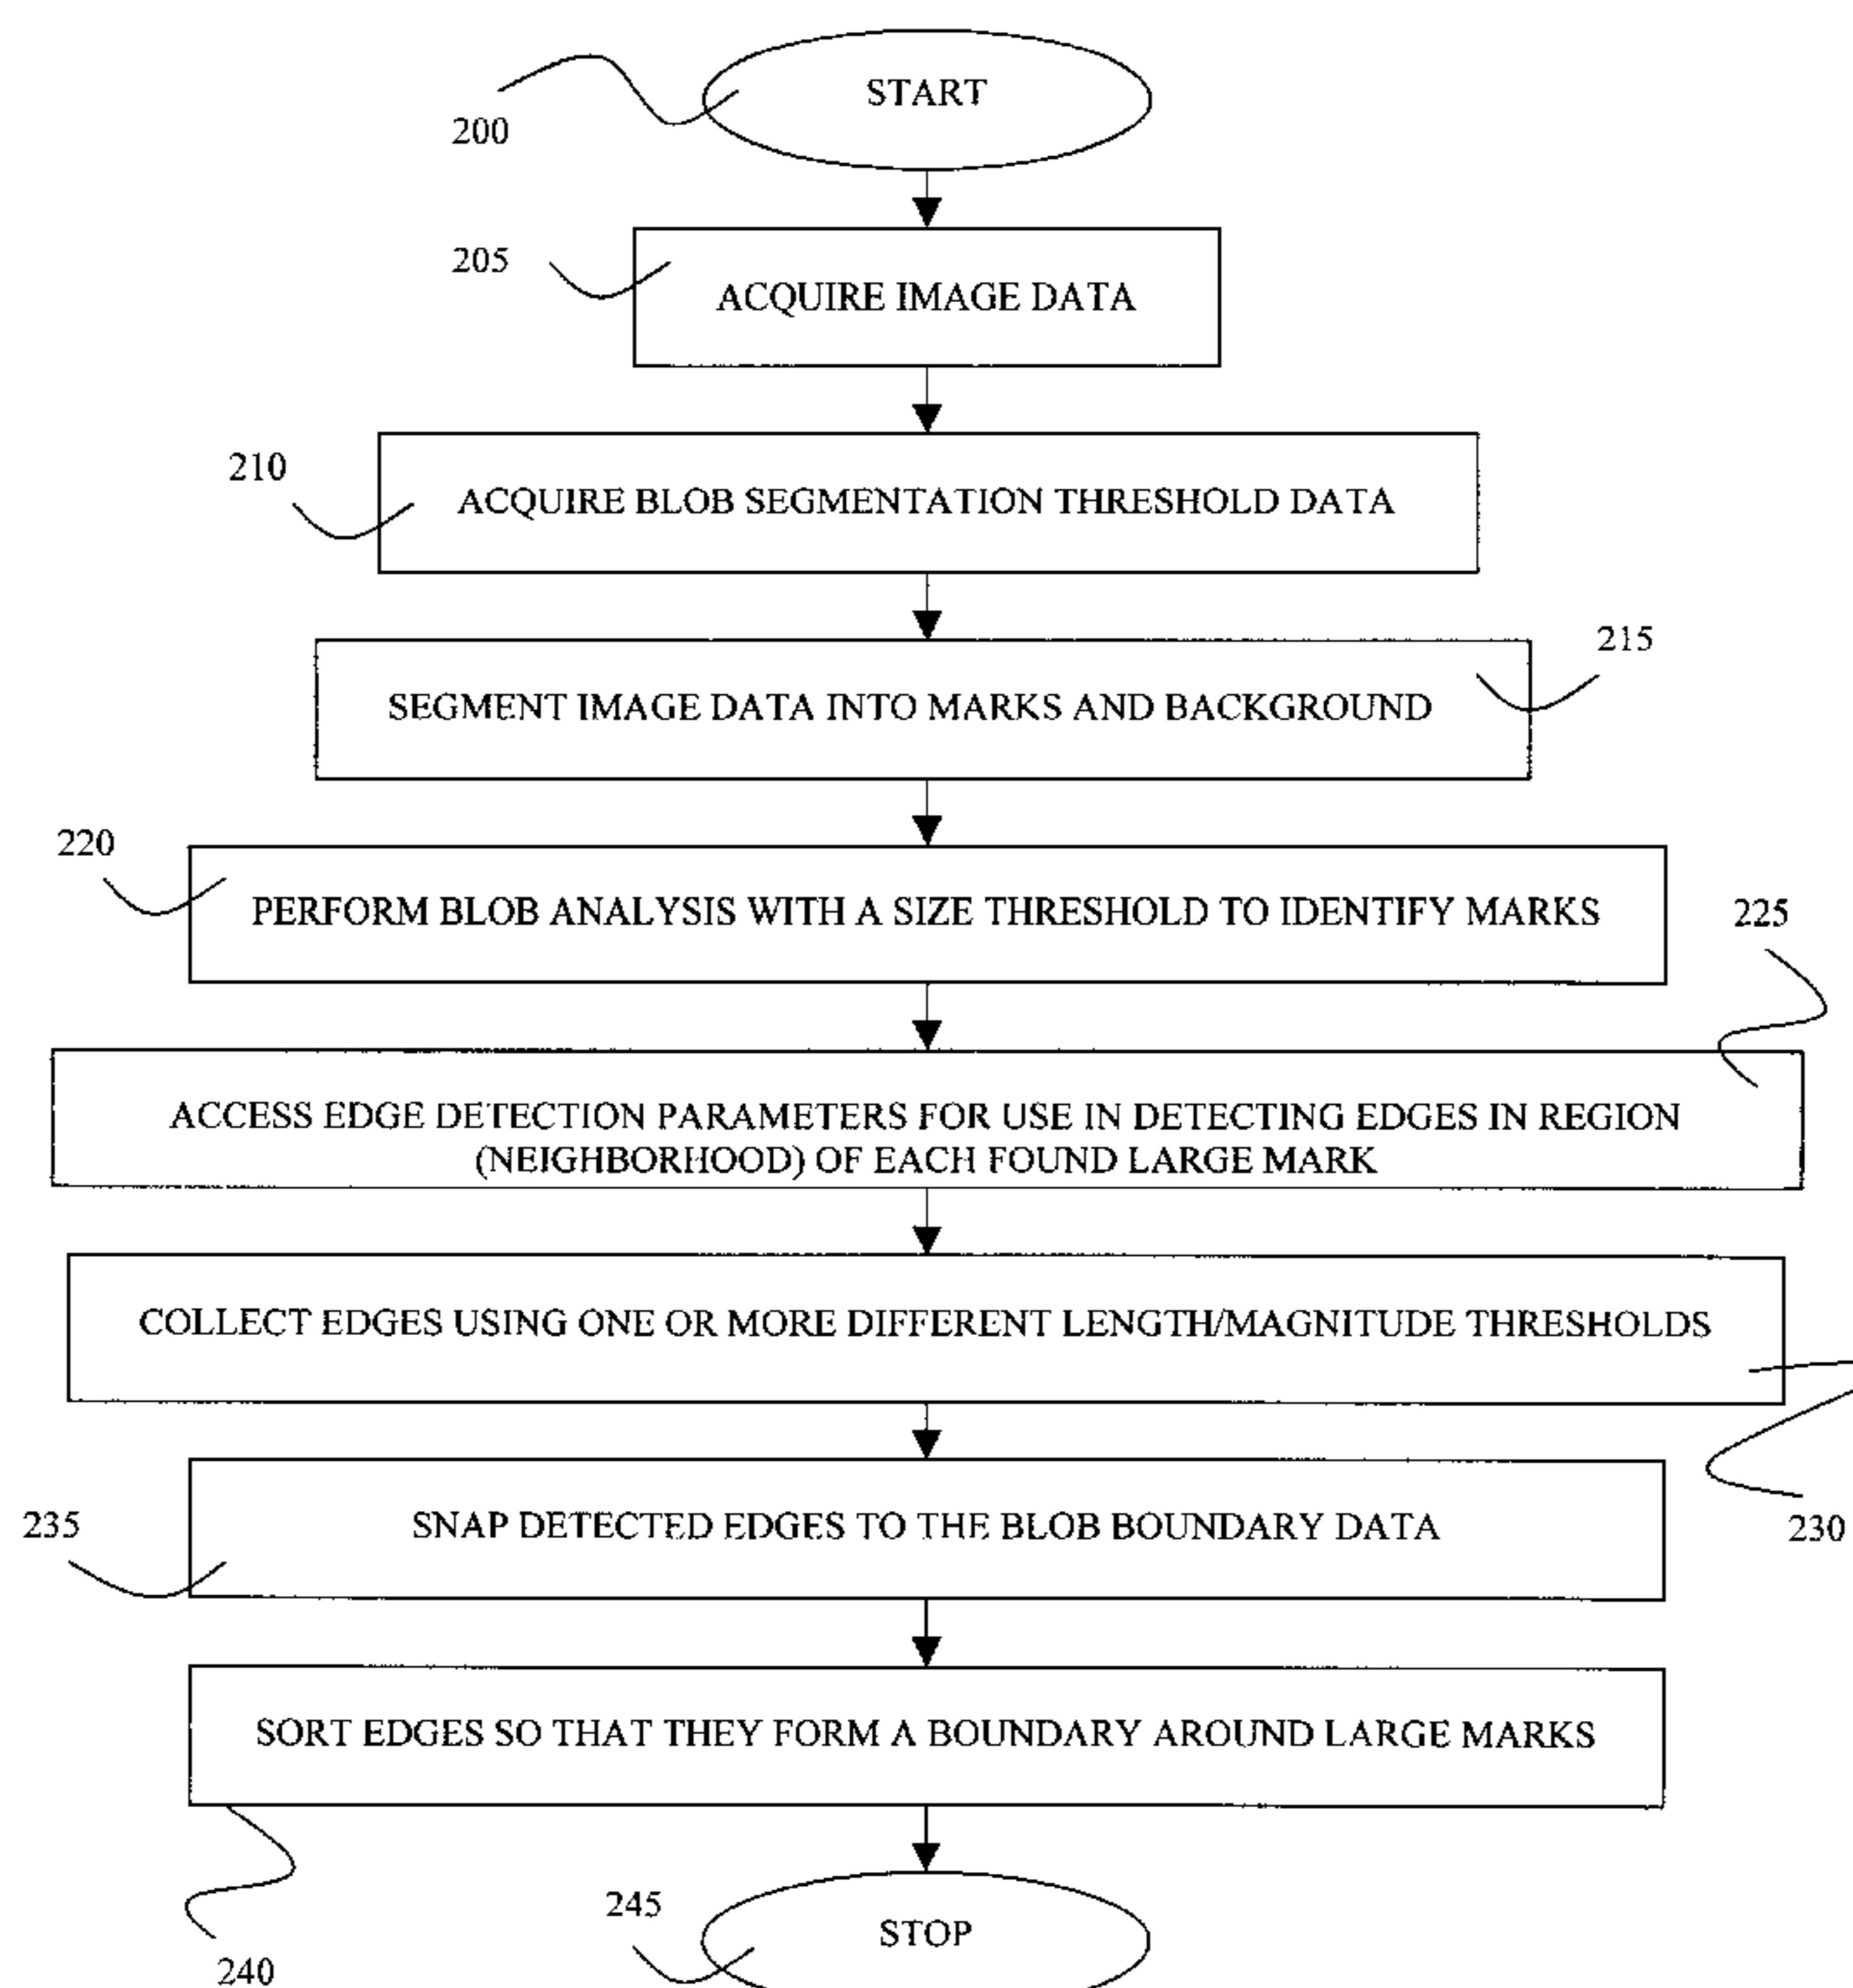 START
200
205
ACQUIRE IMAGE DATA
210
ACQUIRE BLOB SEGMENTATION THRESHOLD DATA
215
SEGMENT IMAGE DATA INTO MARKS AND BACKGROUND
220
PERFORM BLOB ANALYSIS WITH A SIZE THRESHOLD TO IDENTIFY MARKS
225
ACCESS EDGE DETECTION PARAMETERS FOR USE IN DETECTING EDGES IN REGION
(NEIGHBORHOOD) OF EACH FOUND LARGE MARK
COLLECT EDGES USING ONE OR MORE DIFFERENT LENGTH/MAGNITUDE THRESHOLDS
230
235
SNAP DETECTED EDGES TO THE BLOB BOUNDARY DATA
SORT EDGES SO THAT THEY FORM A BOUNDARY AROUND LARGE MARKS
240
245
STOP